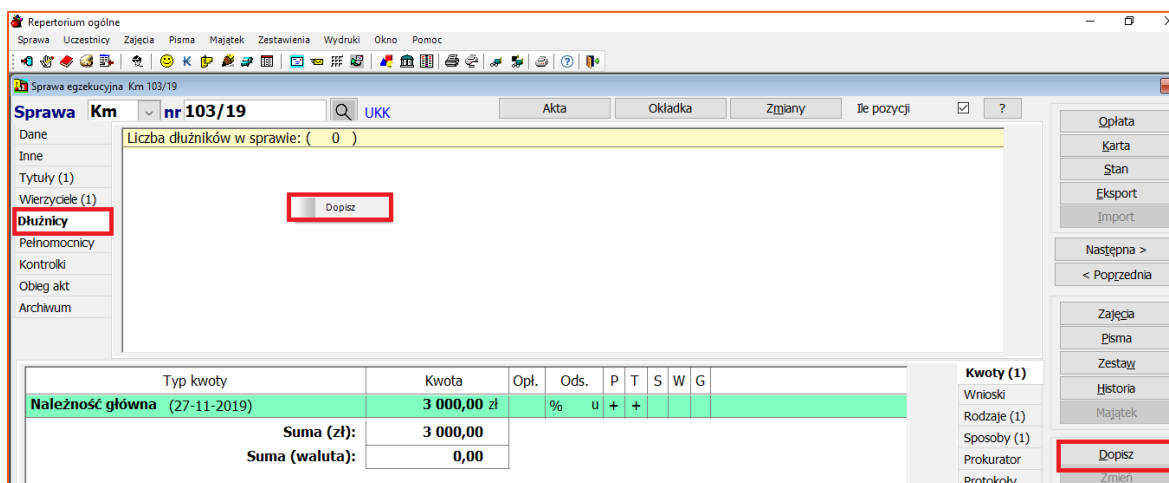 Repertorium ogólne
Sprawa Uczestnicy Zajęcia Pisma Majątek Zestawienia Wydruki Okno Pomoc
Sprawa egzekucyjna Km 103/19
Sprawa Km nr 103/19 UKK Akta Okładka Zmiany Ile pozycji ?
Dane
Inne
Tytuły (1)
Wierzyciele (1)
Dłużnicy
Pełnomocnicy
Kontrolki
Obieg akt
Archiwum
Liczba dłużników w sprawie: ( 0 )
Dopisz
Opłata
Karta
Stan
Eksport
Import
Następna >
< Poprzednia
Zajęcia
Pisma
Zestaw
Historia
Majątek
Dopisz
Zmień
Typ kwoty Kwota Opł. Ods. P T S W G
Należność główna (27-11-2019) 3 000,00 zł % u + +
Suma (zł): 3 000,00
Suma (waluta): 0,00
Kwoty (1)
Wnioski
Rodzaje (1)
Sposoby (1)
Prokurator
Protokoły